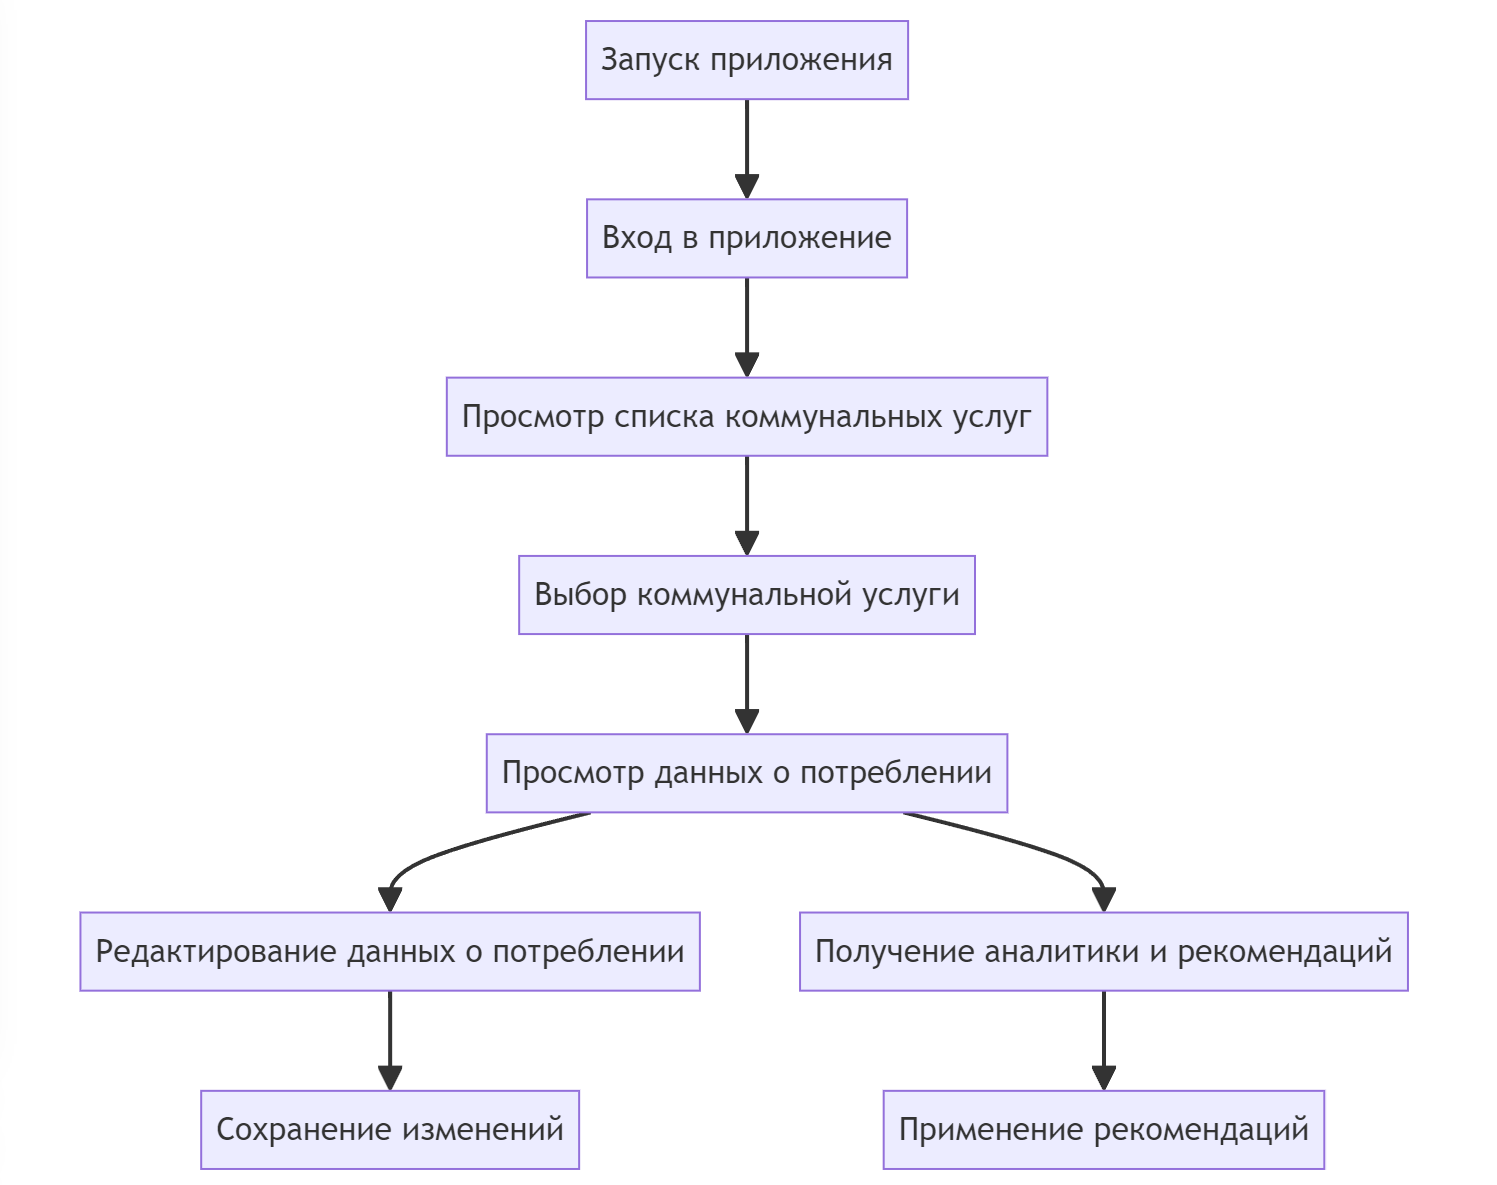 Запуск приложения
Вход в приложение
Просмотр списка коммунальных услуг
Выбор коммунальной услуги
Просмотр данных о потреблении
Редактирование данных о потреблении
Получение аналитики и рекомендаций
Сохранение изменений
Применение рекомендаций